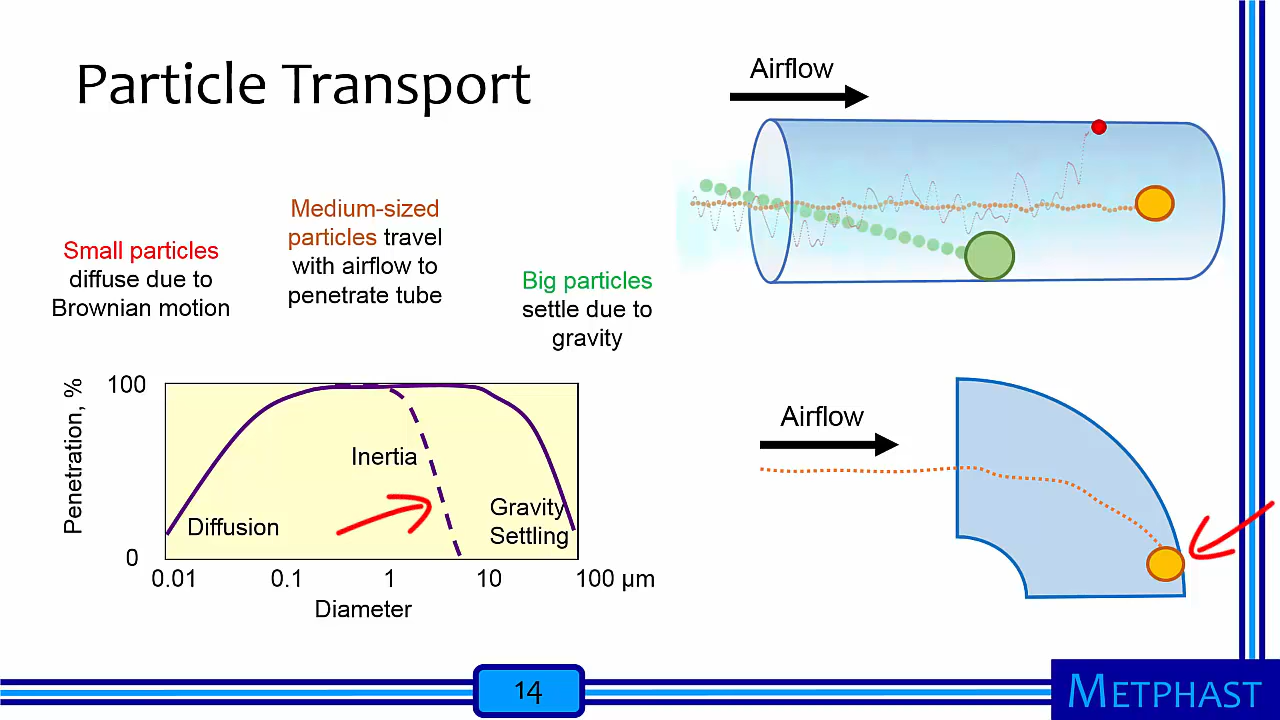 Particle Transport
Airflow
Small particles
diffuse due to
Brownian motion
Medium-sized
particles travel
with airflow to
penetrate tube
Big particles
settle due to
gravity
Penetration, %
100
0
Inertia
Diffusion
Gravity
Settling
0.01 0.1 1 10 100 µm
Diameter
Airflow
14
METPHAST